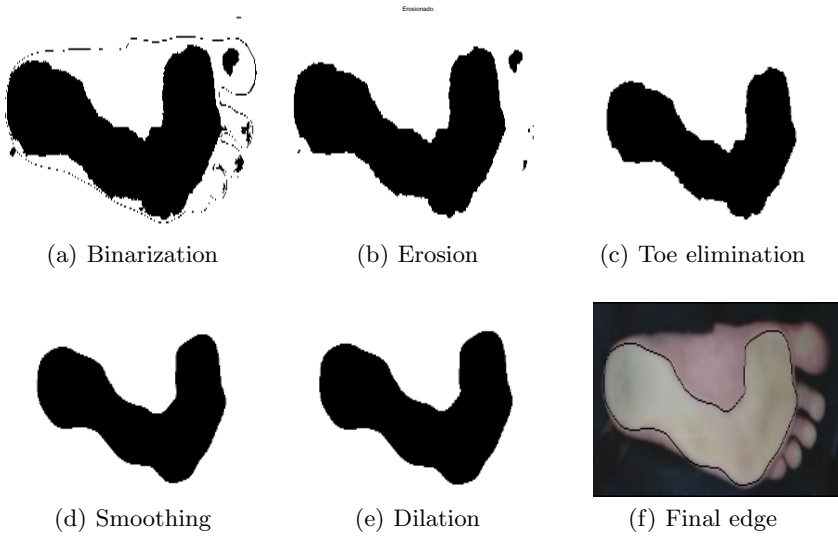 Erosionado
(a) Binarization
(b) Erosion
(c) Toe elimination
(d) Smoothing
(e) Dilation
(f) Final edge